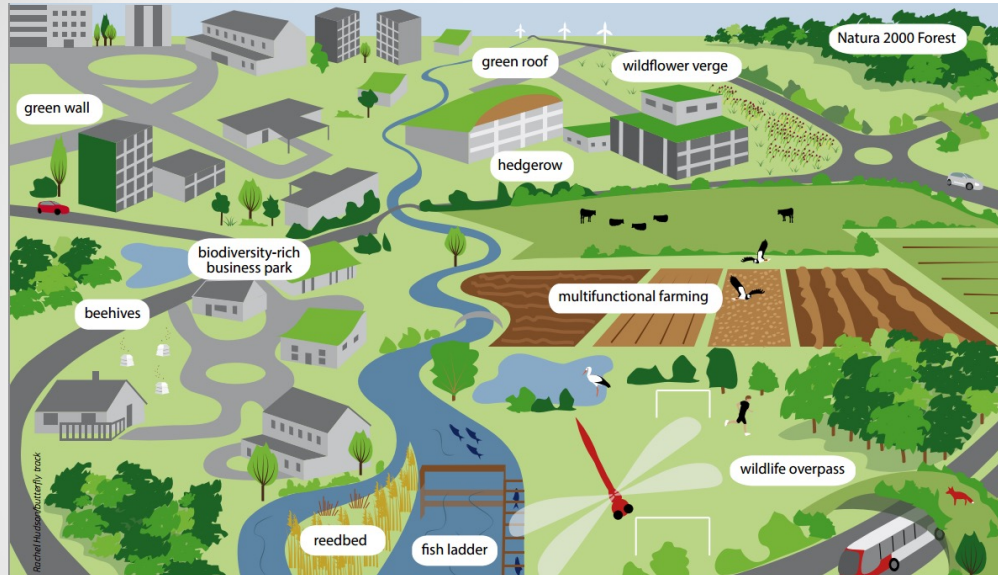 Natura 2000 Forest
green roof
wildflower verge
green wall
hedgerow
biodiversity-rich
business park
multifunctional farming
beehives
wildlife overpass
reedbed
fish ladder
Rachel Hudson/butterfly track